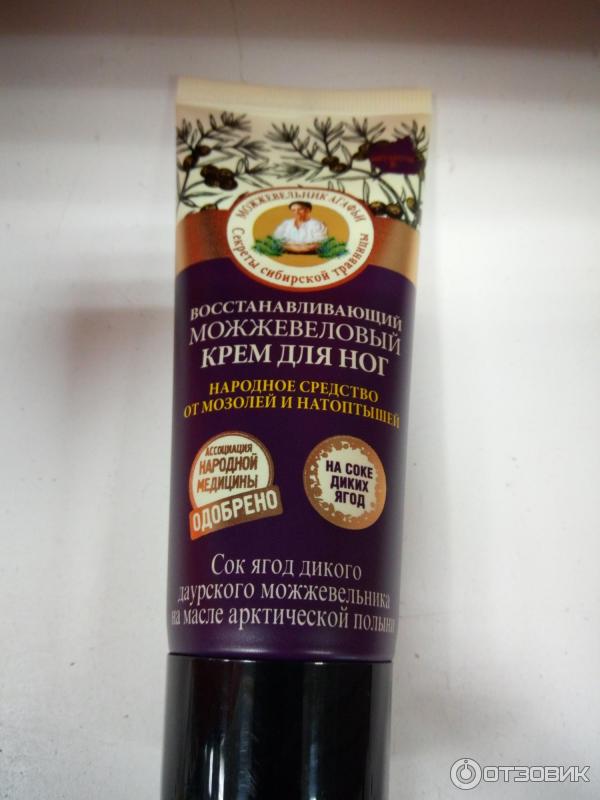 МОЖЖЕВЕЛЬНИК АГАФЬИ
Секреты сибирской травницы
ВОССТАНАВЛИВАЮЩИЙ
МОЖЖЕВЕЛОВЫЙ
КРЕМ ДЛЯ НОГ
НАРОДНОЕ СРЕДСТВО
ОТ МОЗОЛЕЙ И НАТОПТЫШЕЙ
АССОЦИАЦИЯ
НАРОДНОЙ
МЕДИЦИНЫ
ОДОБРЕНО
НА СОКЕ
ДИКИХ
ЯГОД
Сок ягод дикого
даурского можжевельника
на масле арктической полыни
ОТЗОВИК